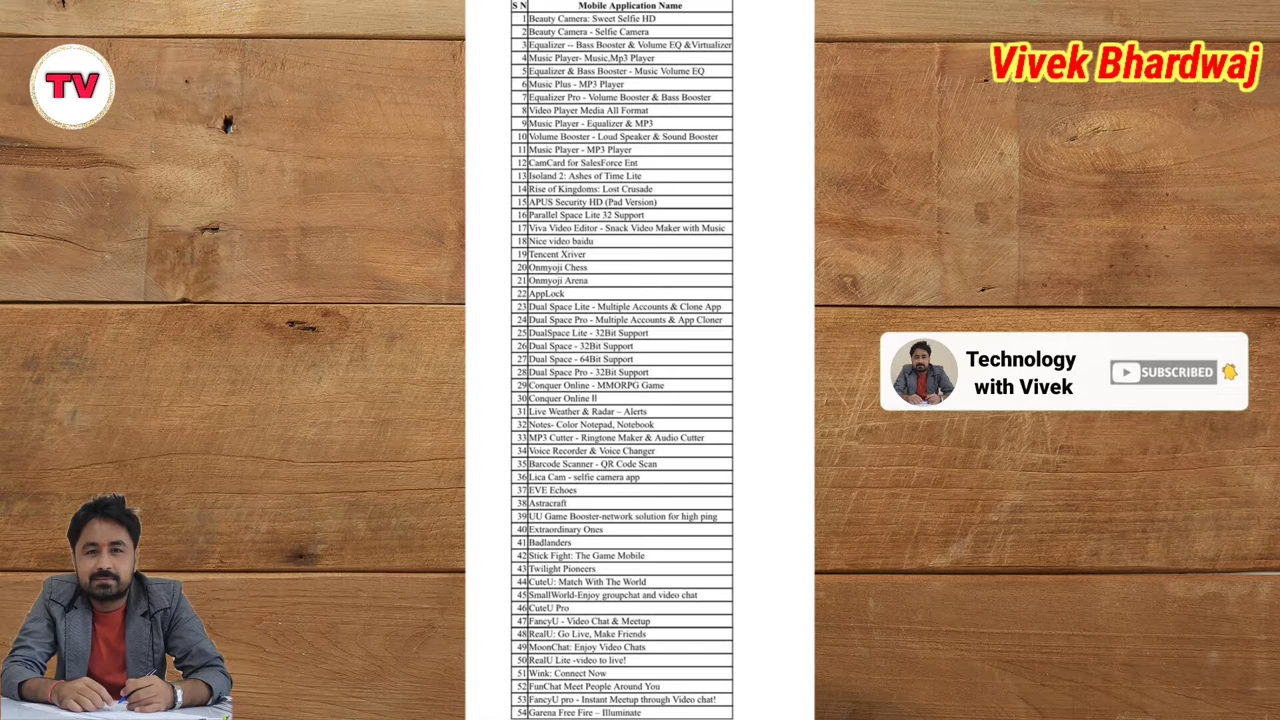 TV
Vivek Bhardwaj
S N Mobile Application Name
1 Beauty Camera: Sweet Selfie HD
2 Beauty Camera - Selfie Camera
3 Equalizer -- Bass Booster & Volume EQ &Virtualizer
4 Music Player- Music,Mp3 Player
5 Equalizer & Bass Booster - Music Volume EQ
6 Music Plus - MP3 Player
7 Equalizer Pro - Volume Booster & Bass Booster
8 Video Player Media All Format
9 Music Player - Equalizer & MP3
10 Volume Booster - Loud Speaker & Sound Booster
11 Music Player - MP3 Player
12 CamCard for SalesForce Ent
13 Isoland 2: Ashes of Time Lite
14 Rise of Kingdoms: Lost Crusade
15 APUS Security HD (Pad Version)
16 Parallel Space Lite 32 Support
17 Viva Video Editor - Snack Video Maker with Music
18 Nice video baidu
19 Tencent Xriver
20 Onmyoji Chess
21 Onmyoji Arena
22 AppLock
23 Dual Space Lite - Multiple Accounts & Clone App
24 Dual Space Pro - Multiple Accounts & App Cloner
25 DualSpace Lite - 32Bit Support
26 Dual Space - 32Bit Support
27 Dual Space - 64Bit Support
28 Dual Space Pro - 32Bit Support
29 Conquer Online - MMORPG Game
30 Conquer Online II
31 Live Weather & Radar – Alerts
32 Notes- Color Notepad, Notebook
33 MP3 Cutter - Ringtone Maker & Audio Cutter
34 Voice Recorder & Voice Changer
35 Barcode Scanner - QR Code Scan
36 Lica Cam - selfie camera app
37 EVE Echoes
38 Astracraft
39 UU Game Booster-network solution for high ping
40 Extraordinary Ones
41 Badlanders
42 Stick Fight: The Game Mobile
43 Twilight Pioneers
44 CuteU: Match With The World
45 SmallWorld-Enjoy groupchat and video chat
46 CuteU Pro
47 FancyU - Video Chat & Meetup
48 RealU: Go Live, Make Friends
49 MoonChat: Enjoy Video Chats
50 RealU Lite -video to live!
51 Wink: Connect Now
52 FunChat Meet People Around You
53 FancyU pro - Instant Meetup through Video chat!
54 Garena Free Fire – Illuminate
Technology
with Vivek
SUBSCRIBED